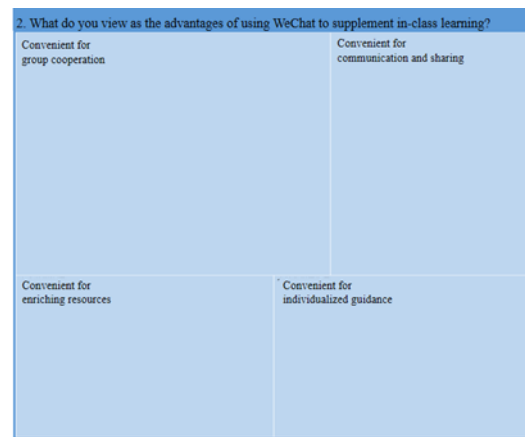 2. What do you view as the advantages of using WeChat to supplement in-class learning?
Convenient for
group cooperation
Convenient for
communication and sharing
Convenient for
enriching resources
Convenient for
individualized guidance